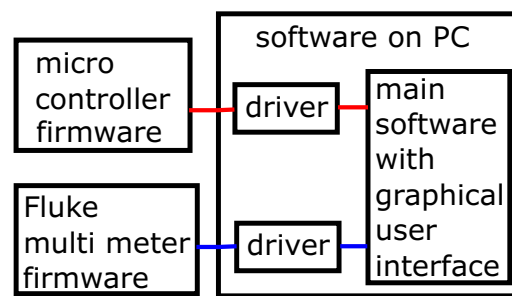 software on PC
micro
controller
firmware
driver
main
software
with
graphical
user
interface
Fluke
multi meter
firmware
driver